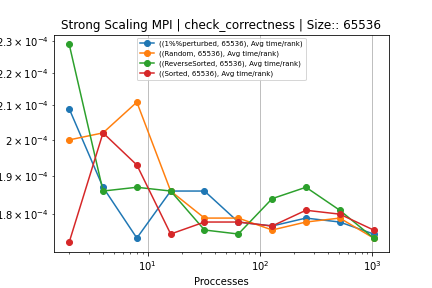 Strong Scaling MPI | check_correctness | Size:: 65536
2.3 × 10⁻⁴
2.2 × 10⁻⁴
2.1 × 10⁻⁴
2 × 10⁻⁴
1.9 × 10⁻⁴
1.8 × 10⁻⁴
((1%%perturbed, 65536), Avg time/rank)
((Random, 65536), Avg time/rank)
((ReverseSorted, 65536), Avg time/rank)
((Sorted, 65536), Avg time/rank)
10¹ 10² 10³
Proccesses